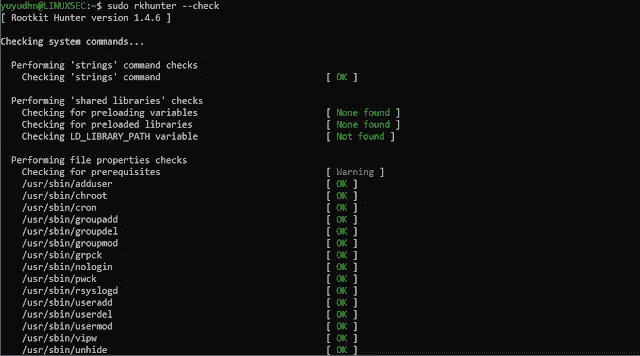 yuyudhn@LINUXSEC:~$ sudo rkhunter --check
[ Rootkit Hunter version 1.4.6 ]
Checking system commands...
Performing 'strings' command checks
Checking 'strings' command [ OK ]
Performing 'shared libraries' checks
Checking for preloading variables [ None found ]
Checking for preloaded libraries [ None found ]
Checking LD_LIBRARY_PATH variable [ Not found ]
Performing file properties checks
Checking for prerequisites [ Warning ]
/usr/sbin/adduser [ OK ]
/usr/sbin/chroot [ OK ]
/usr/sbin/cron [ OK ]
/usr/sbin/groupadd [ OK ]
/usr/sbin/groupdel [ OK ]
/usr/sbin/groupmod [ OK ]
/usr/sbin/grpck [ OK ]
/usr/sbin/nologin [ OK ]
/usr/sbin/pwck [ OK ]
/usr/sbin/rsyslogd [ OK ]
/usr/sbin/useradd [ OK ]
/usr/sbin/userdel [ OK ]
/usr/sbin/usermod [ OK ]
/usr/sbin/vipw [ OK ]
/usr/sbin/unhide [ OK ]